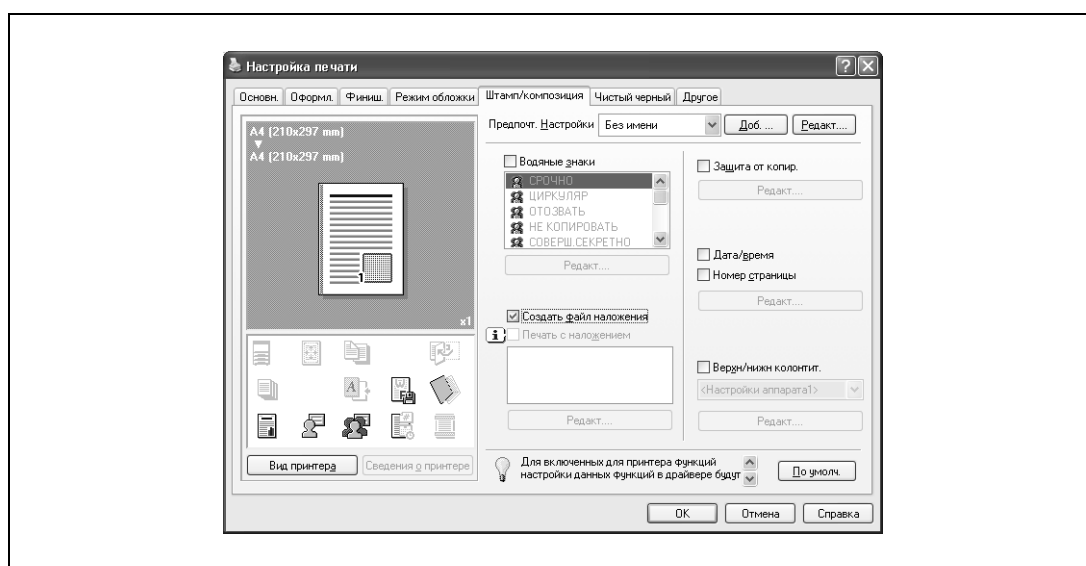 Настройка печати
Основн. Оформл. Финиш. Режим обложки Штамп/композиция Чистый черный Другое
A4 (210x297 mm)
A4 (210x297 mm)
1
x1
Вид принтера Сведения о принтере
Предпочт. Настройки Без имени Доб. ... Редакт....
Водяные знаки
СРОЧНО
ЦИРКУЛЯР
ОТОЗВАТЬ
НЕ КОПИРОВАТЬ
СОВЕРШ.СЕКРЕТНО
Редакт....
Создать файл наложения
Печать с наложением
Редакт....
Защита от копир.
Редакт....
Дата/время
Номер страницы
Редакт....
Верхн/нижн колонтит.
<Настройки аппарата1>
Редакт....
Для включенных для принтера функций
настройки данных функций в драйвере будут
По умолч.
OK Отмена Справка